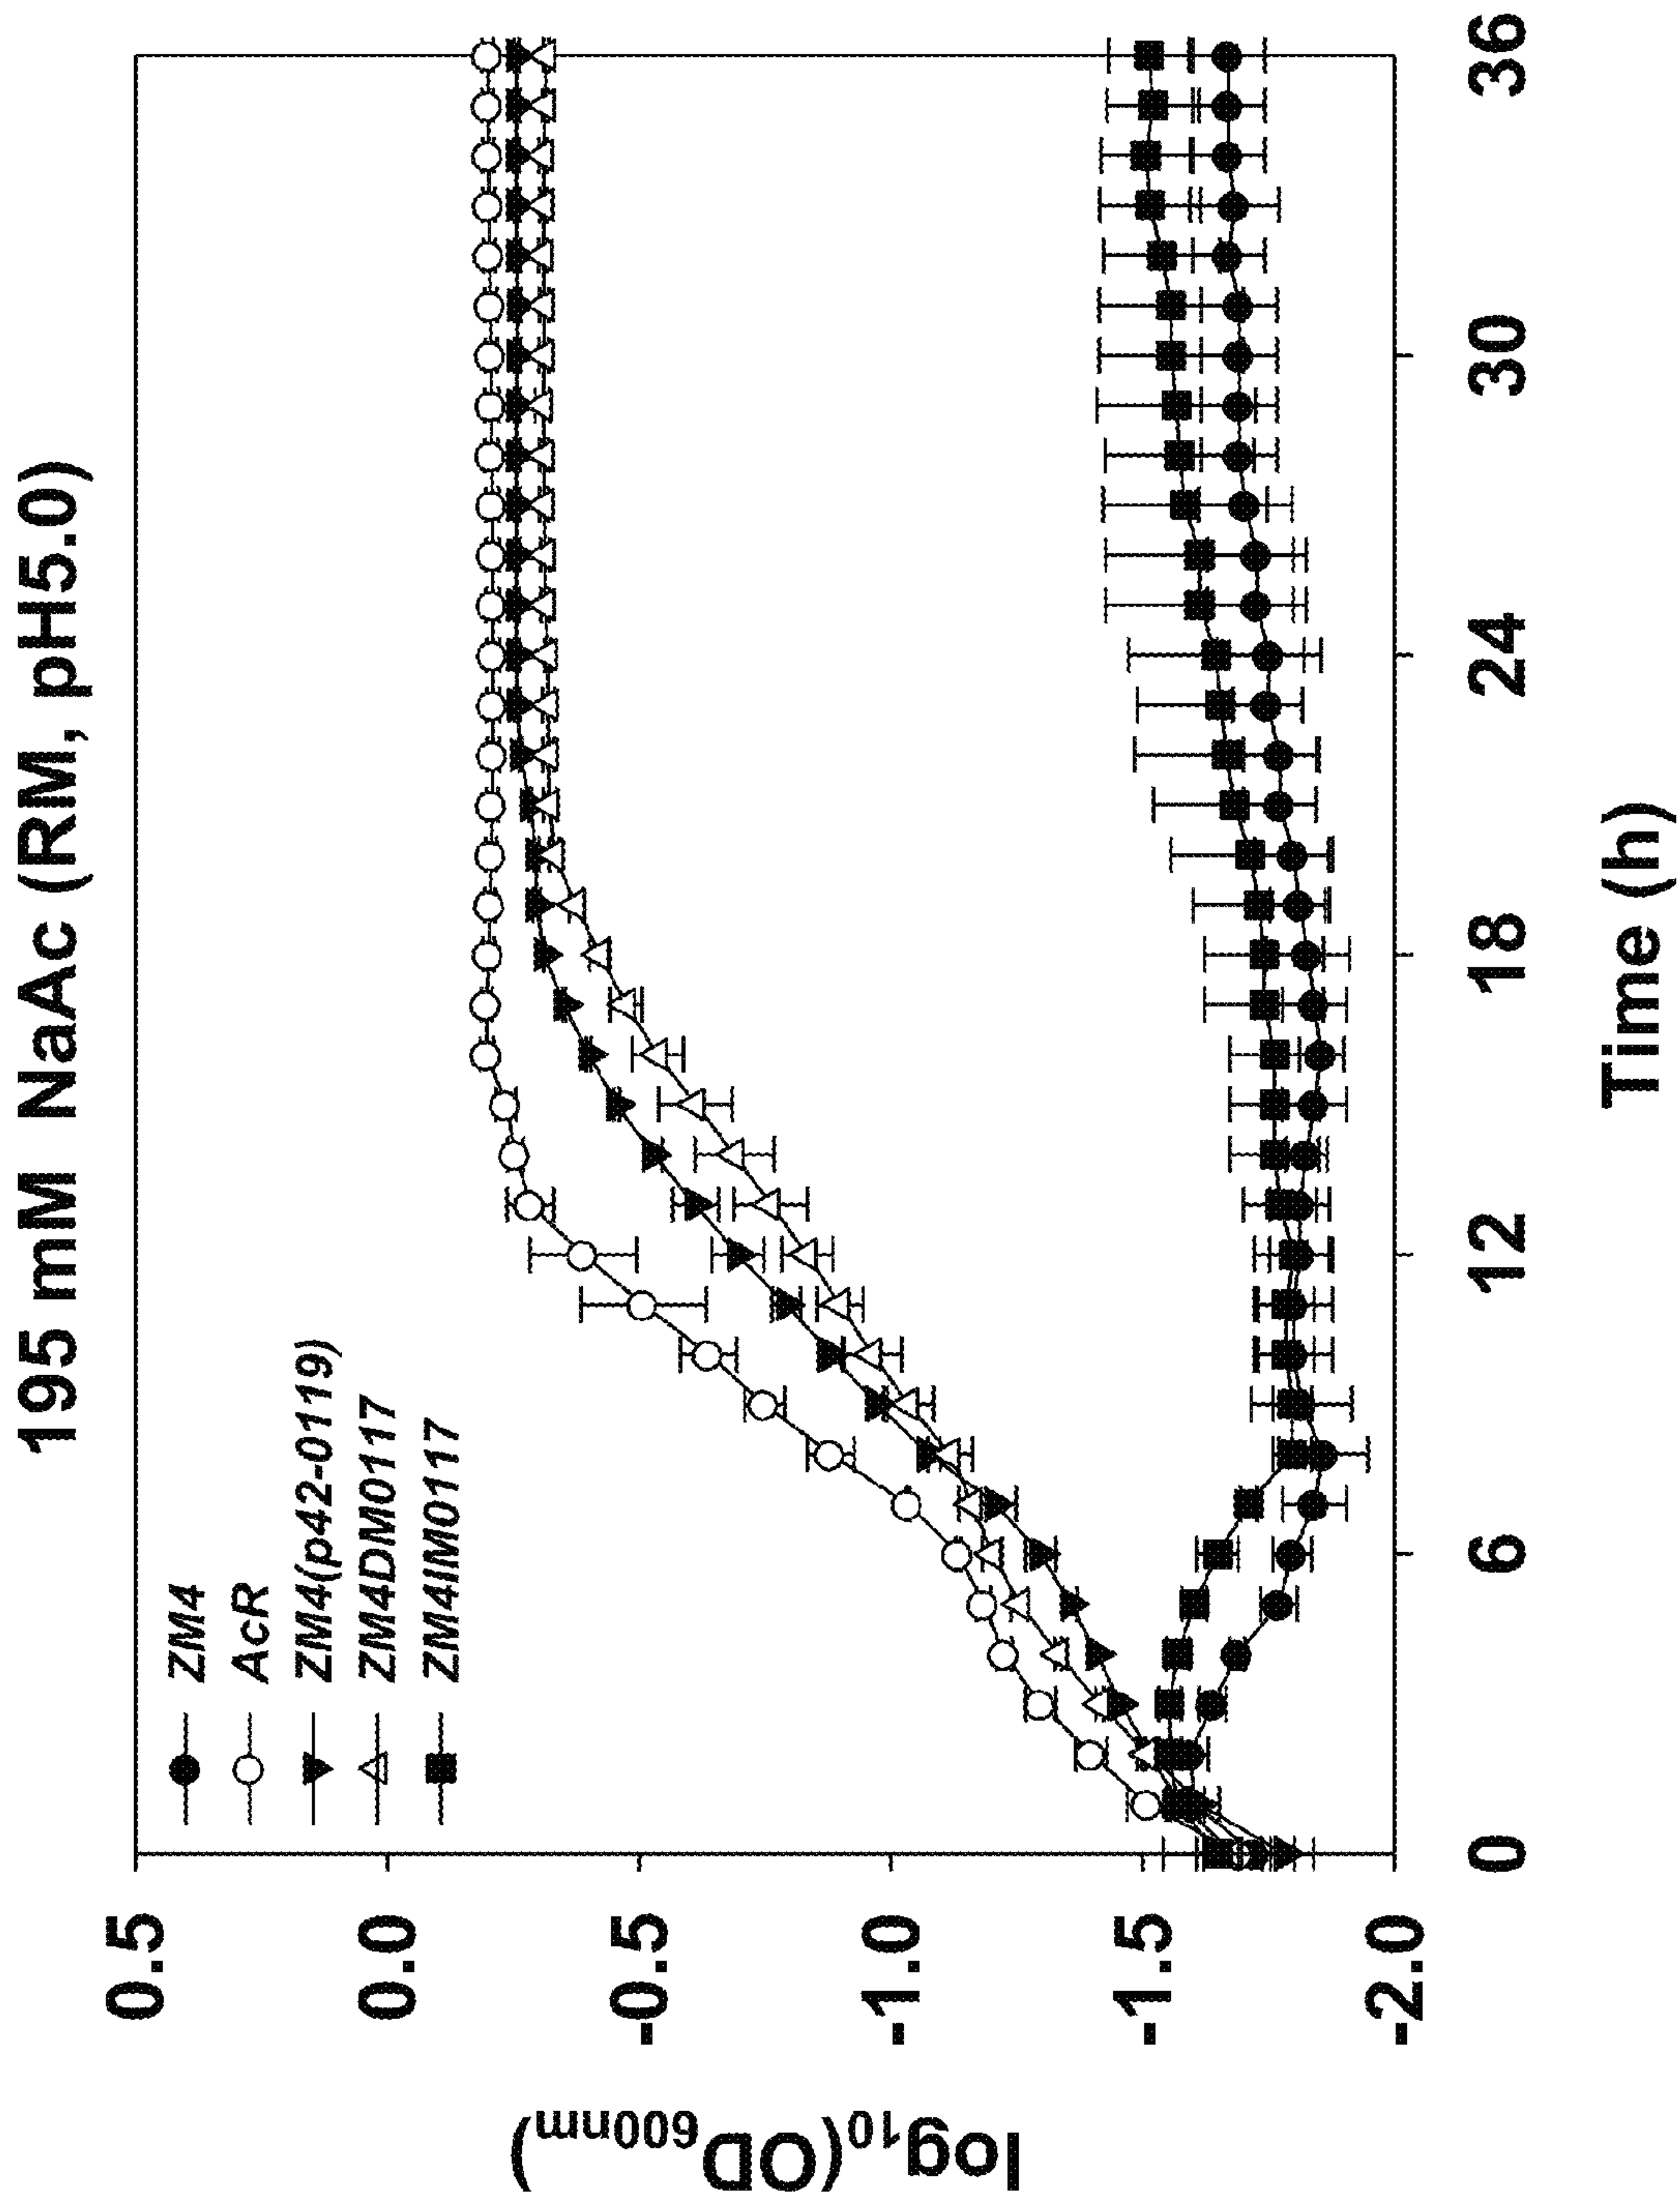 195 mM NaAc (RM, pH5.0)
ZM4
AcR
ZM4(p42-0119)
ZM4DM0117
ZM4IM0117
log10(OD600nm)
0.5
0.0
-0.5
-1.0
-1.5
-2.0
0 6 12 18 24 30 36
Time (h)